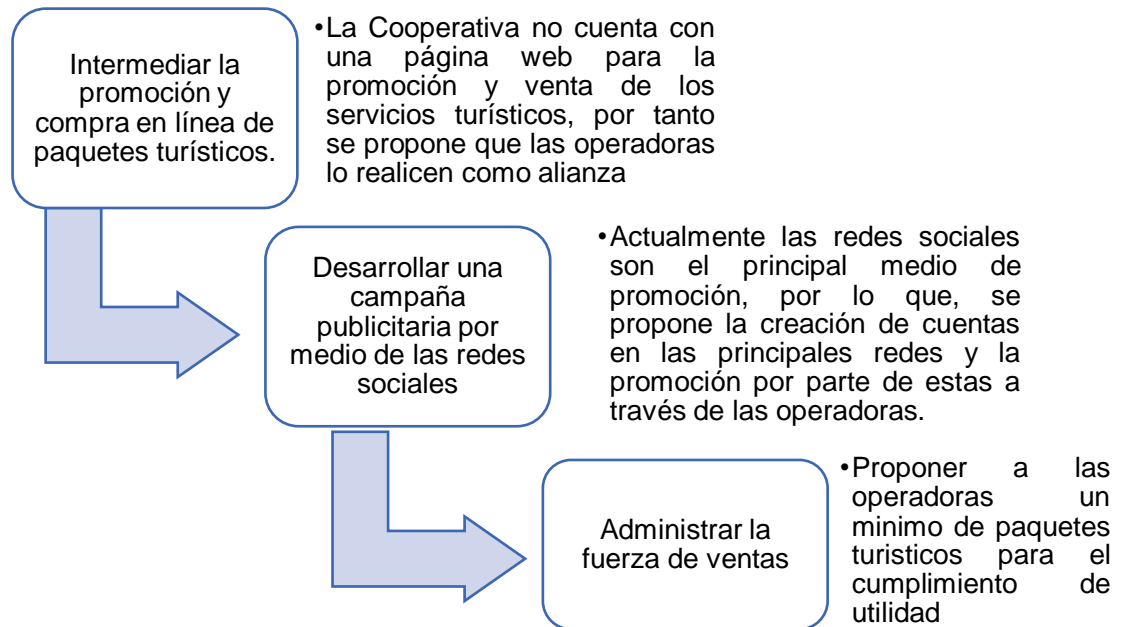 Intermediar la
promoción y
compra en línea de
paquetes turísticos.
•La Cooperativa no cuenta con
una página web para la
promoción y venta de los
servicios turísticos, por tanto
se propone que las operadoras
lo realicen como alianza
Desarrollar una
campaña
publicitaria por
medio de las redes
sociales
•Actualmente las redes sociales
son el principal medio de
promoción, por lo que, se
propone la creación de cuentas
en las principales redes y la
promoción por parte de estas a
través de las operadoras.
Administrar la
fuerza de ventas
•Proponer a las
operadoras un
minimo de paquetes
turisticos para el
cumplimiento de
utilidad